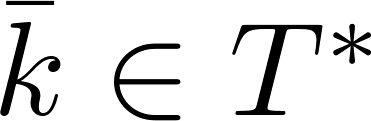 k̄ ∈ T*